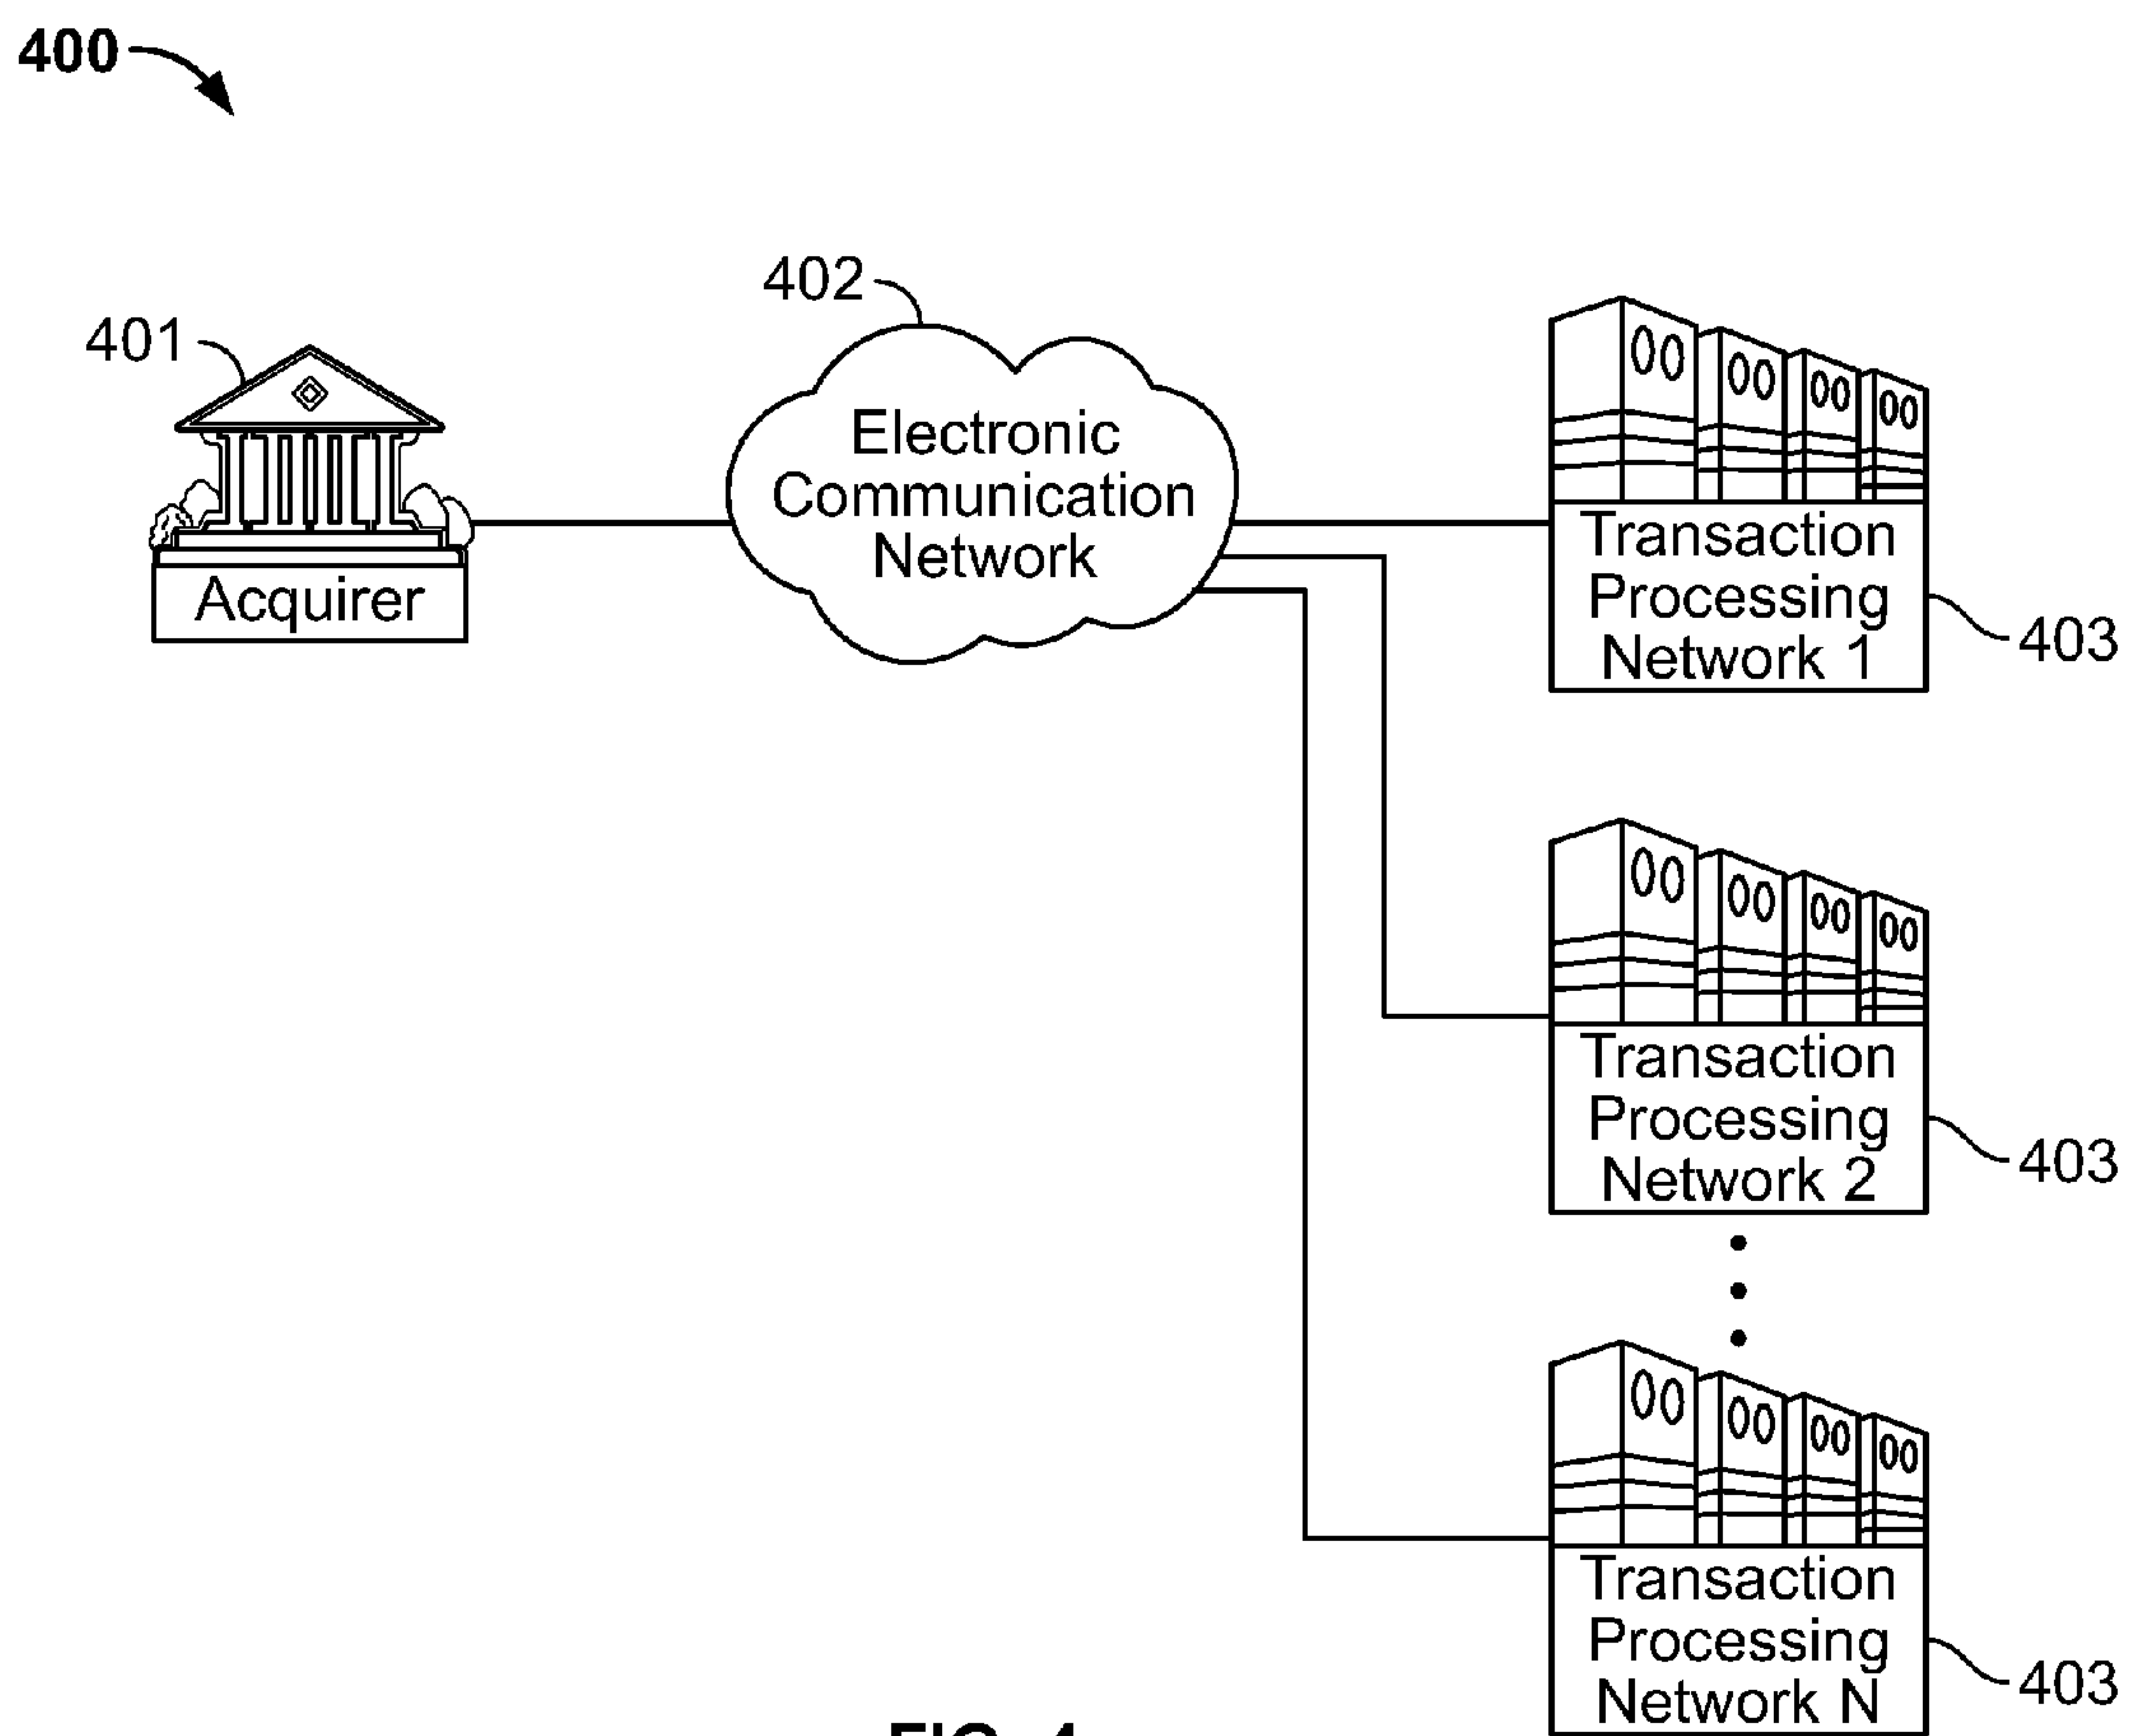 400
402
401
Electronic
Communication
Network
Acquirer
Transaction
Processing
Network 1
403
Transaction
Processing
Network 2
403
Transaction
Processing
Network N
403